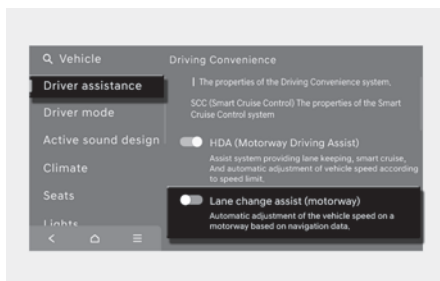 Vehicle
Driving Convenience
Driver assistance
| The properties of the Driving Convenience system,
SCC (Smart Cruise Control) The properties of the Smart
Cruise Control system
Driver mode
Active sound design
HDA (Motorway Driving Assist)
Assist system providing lane keeping, smart cruise,
And automatic adjustment of vehicle speed according
to speed limit,
Climate
Seats
Lane change assist (motorway)
Automatic adjustment of the vehicle speed on a
motorway based on navigation data,
Lights